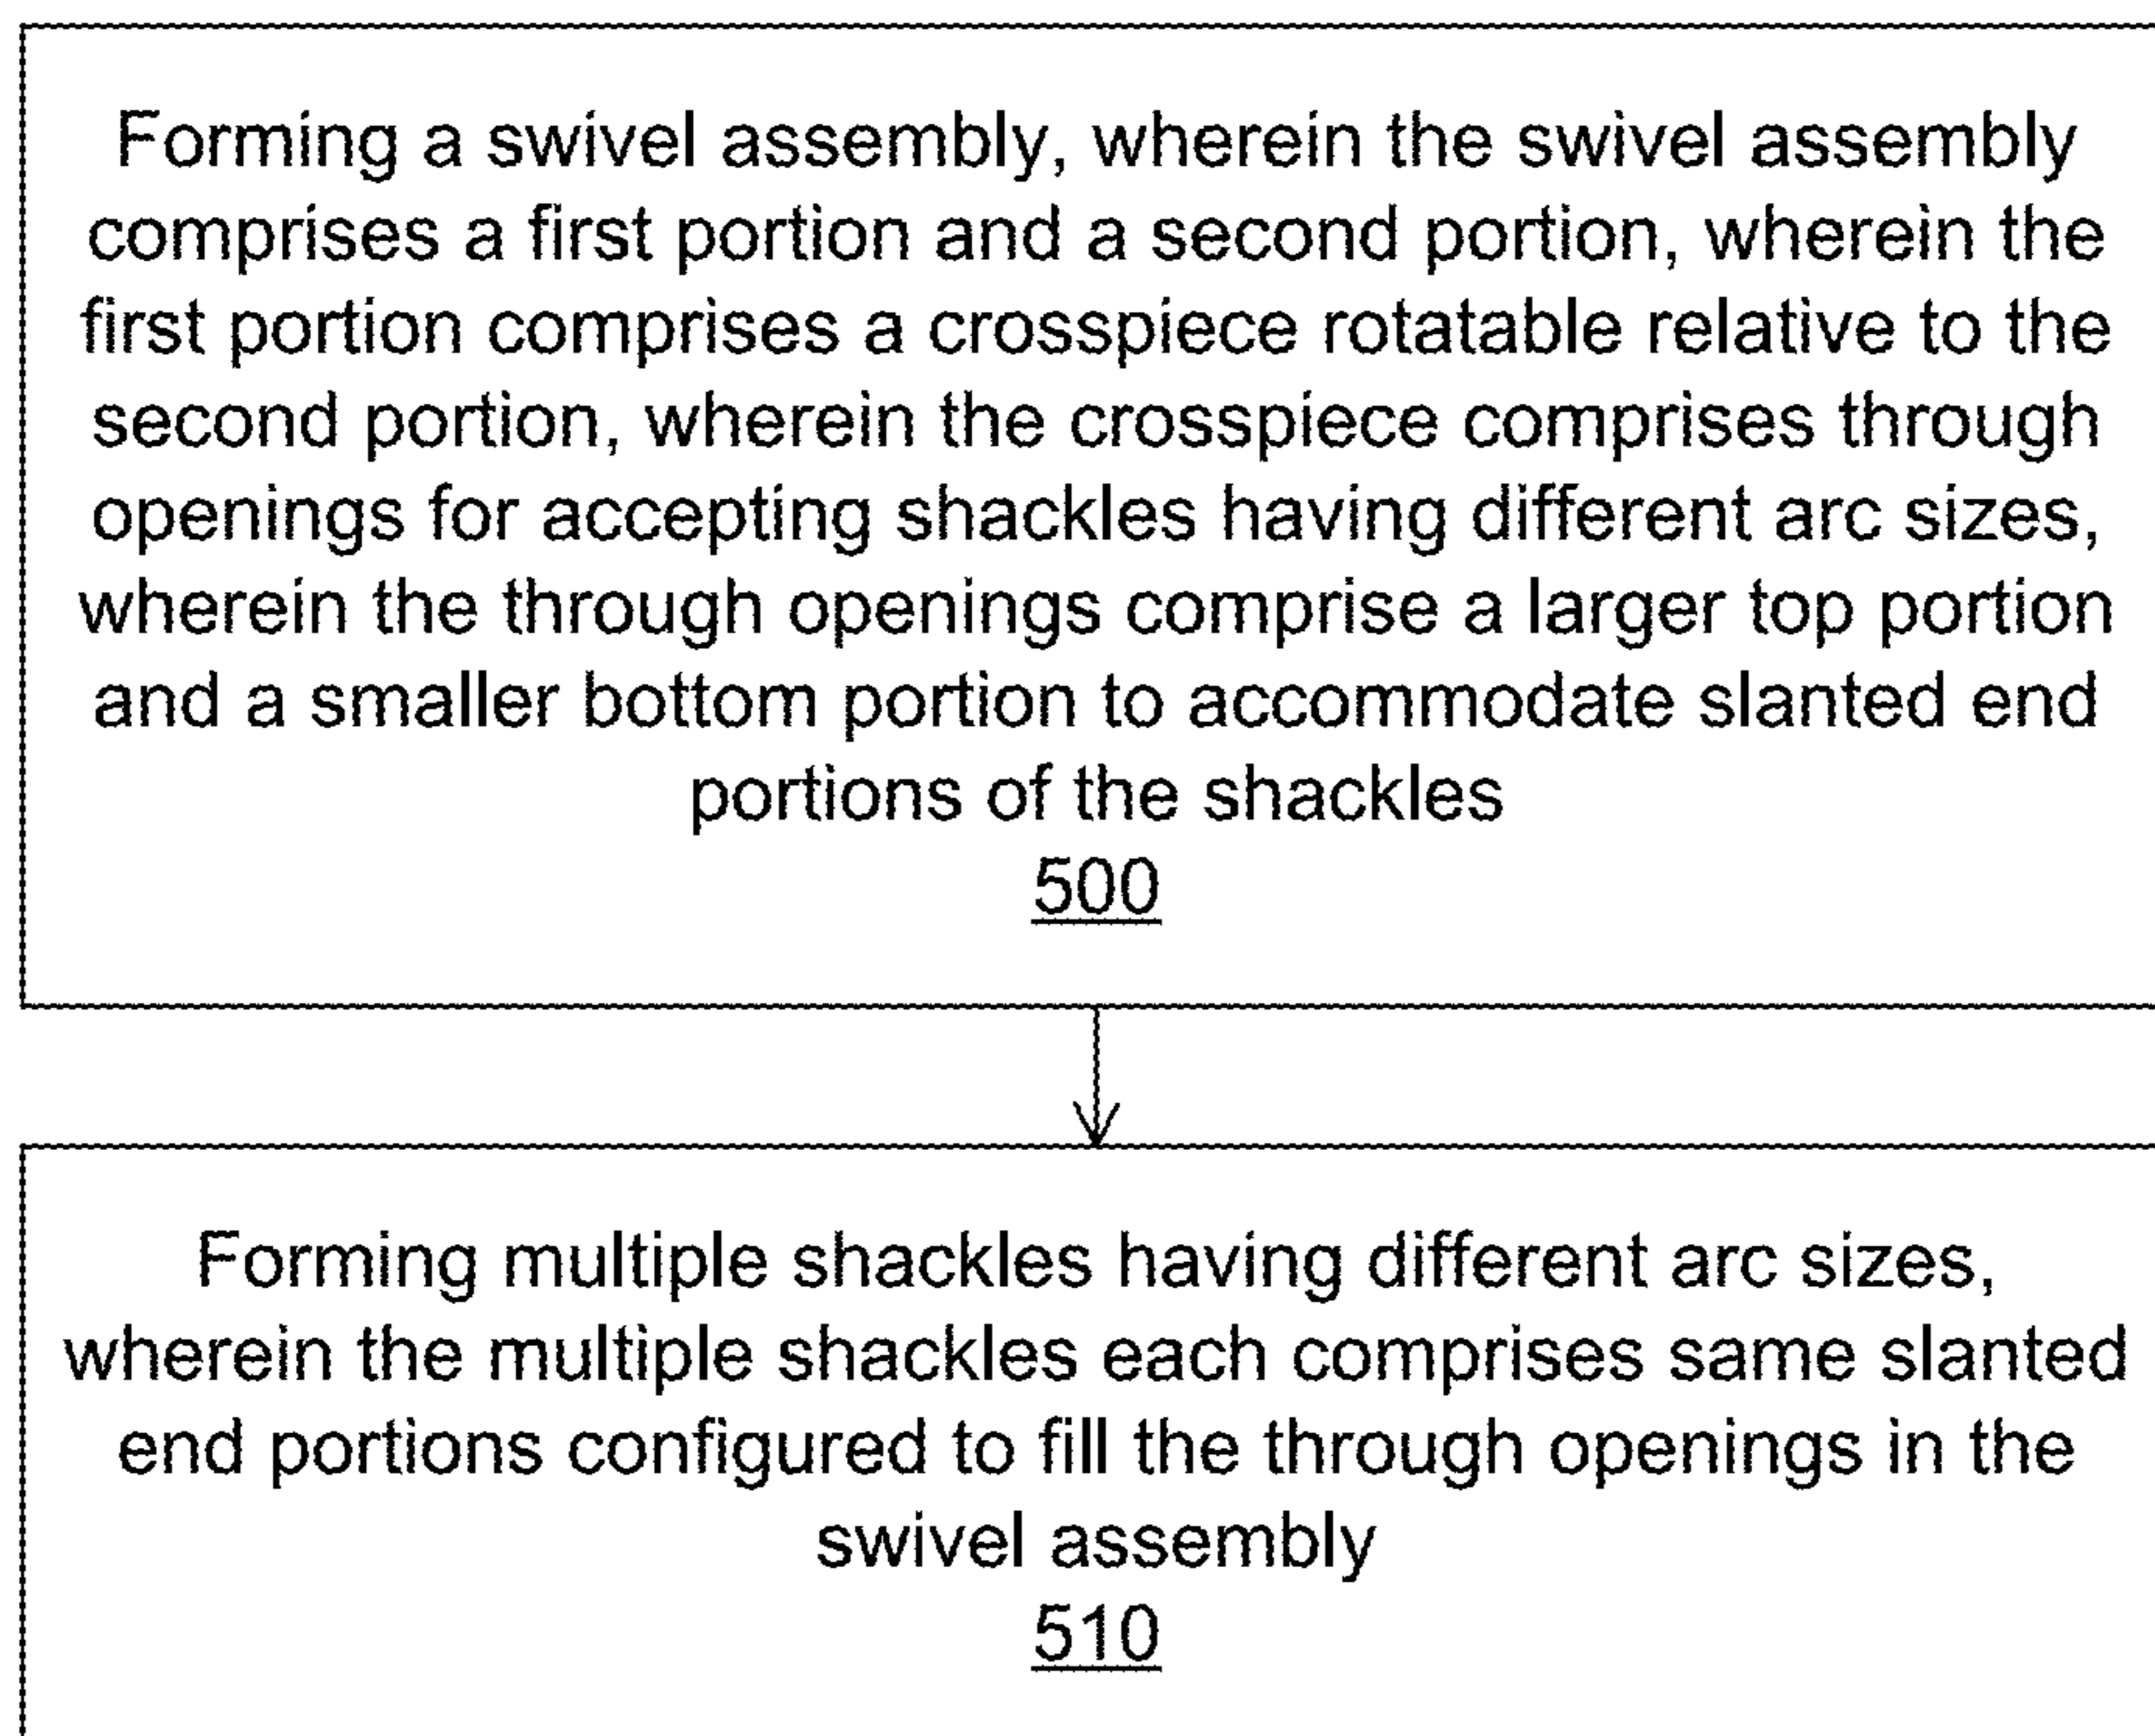 Forming a swivel assembly, wherein the swivel assembly
comprises a first portion and a second portion, wherein the
first portion comprises a crosspiece rotatable relative to the
second portion, wherein the crosspiece comprises through
openings for accepting shackles having different arc sizes,
wherein the through openings comprise a larger top portion
and a smaller bottom portion to accommodate slanted end
portions of the shackles
500
Forming multiple shackles having different arc sizes,
wherein the multiple shackles each comprises same slanted
end portions configured to fill the through openings in the
swivel assembly
510